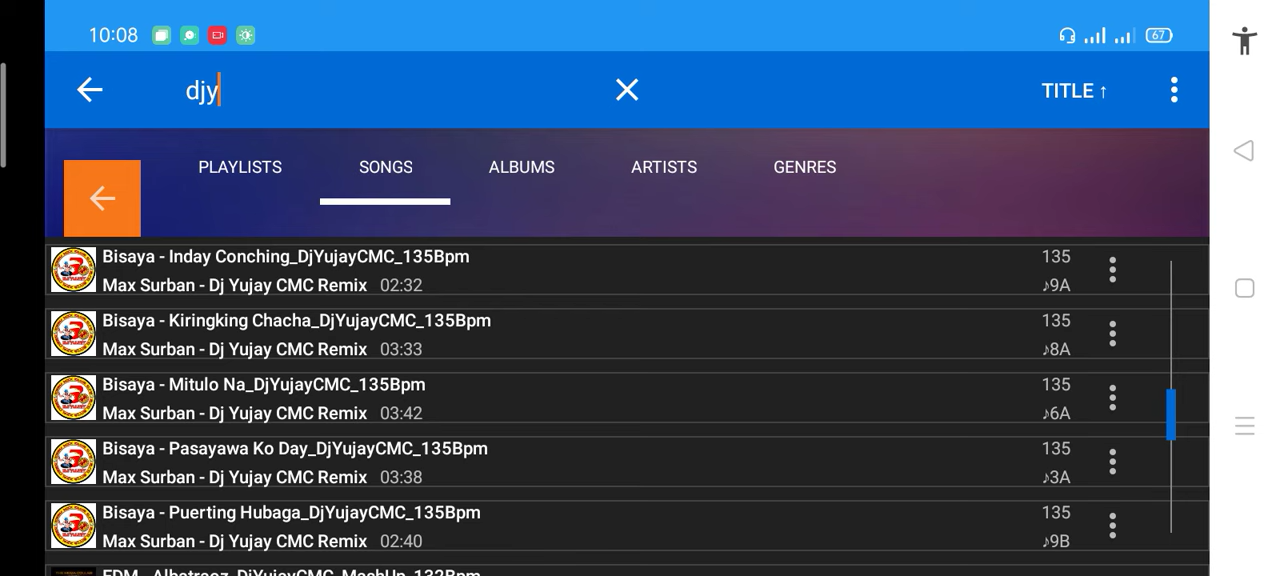 10:08
67
djy
TITLE ↑
PLAYLISTS
SONGS
ALBUMS
ARTISTS
GENRES
Bisaya - Inday Conching_DjYujayCMC_135Bpm
135
Max Surban - Dj Yujay CMC Remix 02:32
♪9A
Bisaya - Kiringking Chacha_DjYujayCMC_135Bpm
135
Max Surban - Dj Yujay CMC Remix 03:33
♪8A
Bisaya - Mitulo Na_DjYujayCMC_135Bpm
135
Max Surban - Dj Yujay CMC Remix 03:42
♪6A
Bisaya - Pasayawa Ko Day_DjYujayCMC_135Bpm
135
Max Surban - Dj Yujay CMC Remix 03:38
♪3A
Bisaya - Puerting Hubaga_DjYujayCMC_135Bpm
135
Max Surban - Dj Yujay CMC Remix 02:40
♪9B
EDM - Albatraoz_DjYujayCMC_MashUp_132Bpm